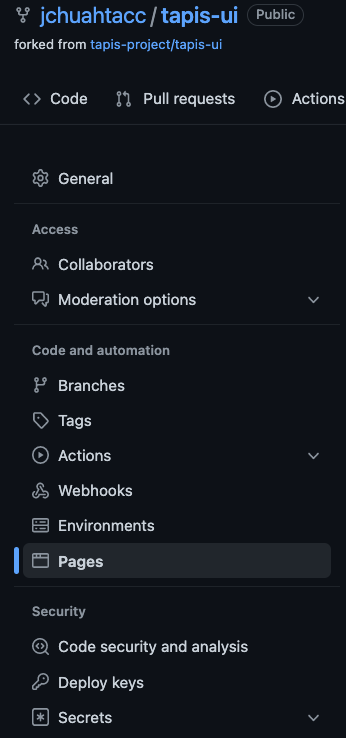 jchuahtacc / tapis-ui Public
forked from tapis-project/tapis-ui
Code Pull requests Actions
General
Access
Collaborators
Moderation options
Code and automation
Branches
Tags
Actions
Webhooks
Environments
Pages
Security
Code security and analysis
Deploy keys
Secrets